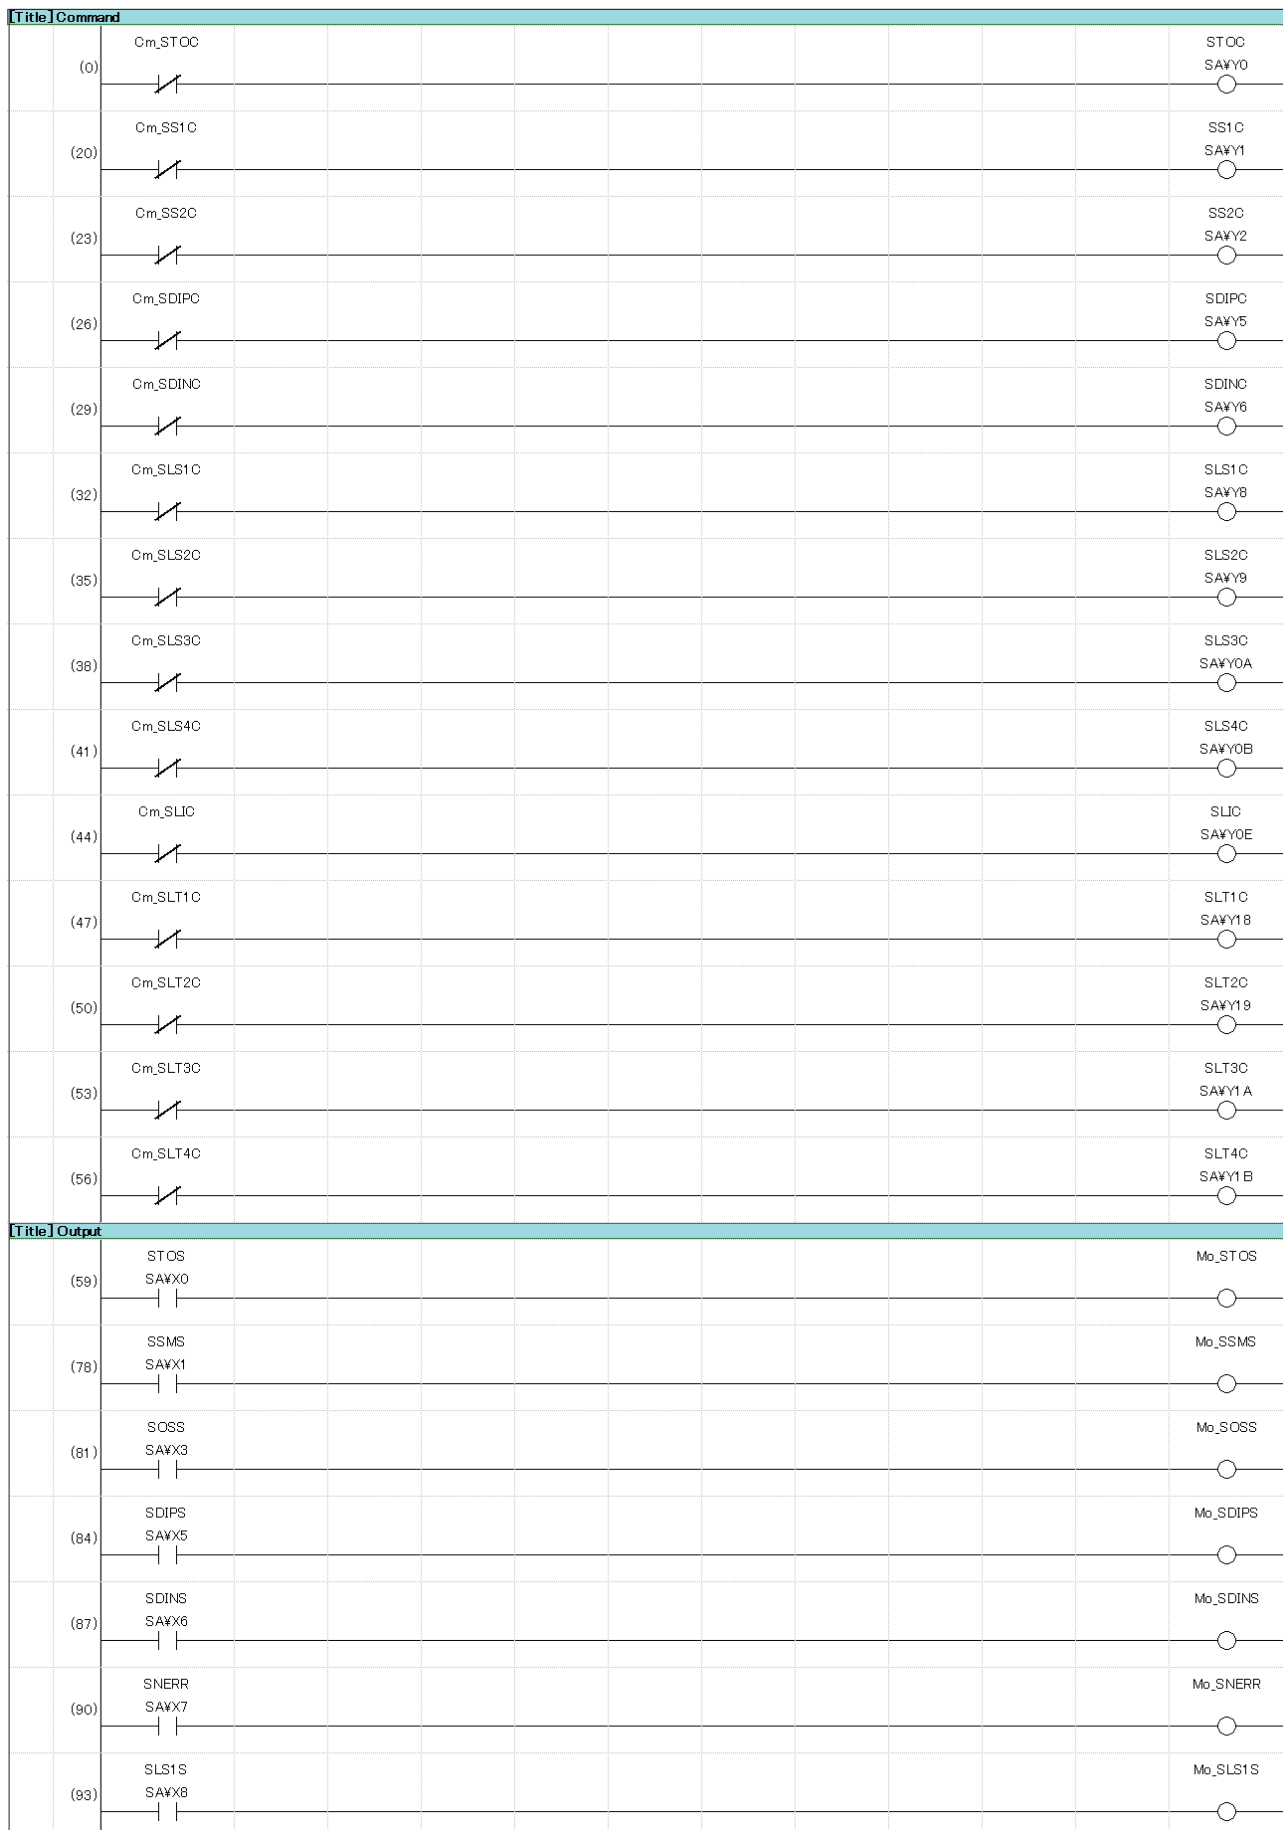 [Title] Command
Cm_STOC STOC
(0) SA¥Y0
Cm_SS1C SS1C
(20) SA¥Y1
Cm_SS2C SS2C
(23) SA¥Y2
Cm_SDIPC SDIPC
(26) SA¥Y5
Cm_SDINC SDINC
(29) SA¥Y6
Cm_SLS1C SLS1C
(32) SA¥Y8
Cm_SLS2C SLS2C
(35) SA¥Y9
Cm_SLS3C SLS3C
(38) SA¥Y0A
Cm_SLS4C SLS4C
(41) SA¥Y0B
Cm_SLIC SLIC
(44) SA¥Y0E
Cm_SLT1C SLT1C
(47) SA¥Y18
Cm_SLT2C SLT2C
(50) SA¥Y19
Cm_SLT3C SLT3C
(53) SA¥Y1A
Cm_SLT4C SLT4C
(56) SA¥Y1B
[Title] Output
STOS Mo_STOS
(59) SA¥X0
SSMS Mo_SSMS
(78) SA¥X1
SOSS Mo_SOSS
(81) SA¥X3
SDIPS Mo_SDIPS
(84) SA¥X5
SDINS Mo_SDINS
(87) SA¥X6
SNERR Mo_SNERR
(90) SA¥X7
SLS1S Mo_SLS1S
(93) SA¥X8